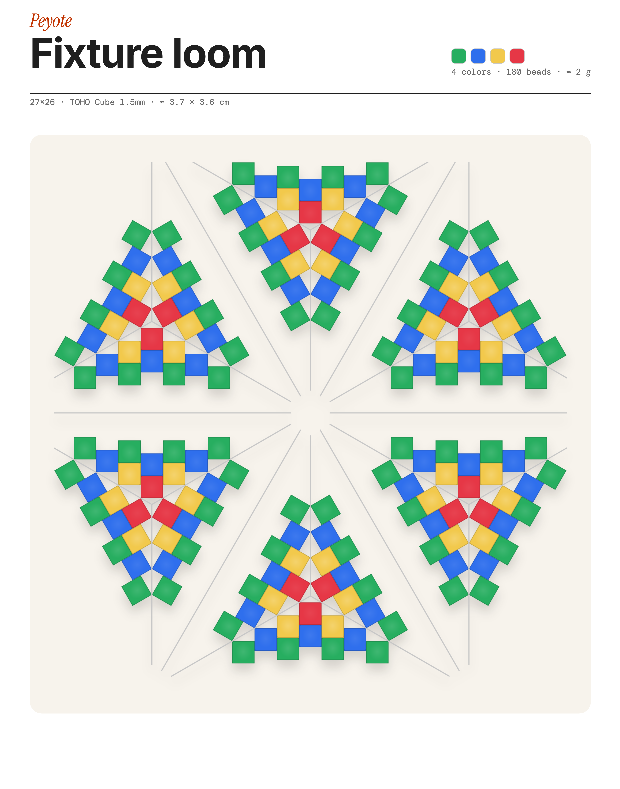 Peyote
Fixture loom
4 colors · 180 beads · ≈ 2 g
27×26 · TOHO Cube 1.5mm · ≈ 3.7 × 3.6 cm